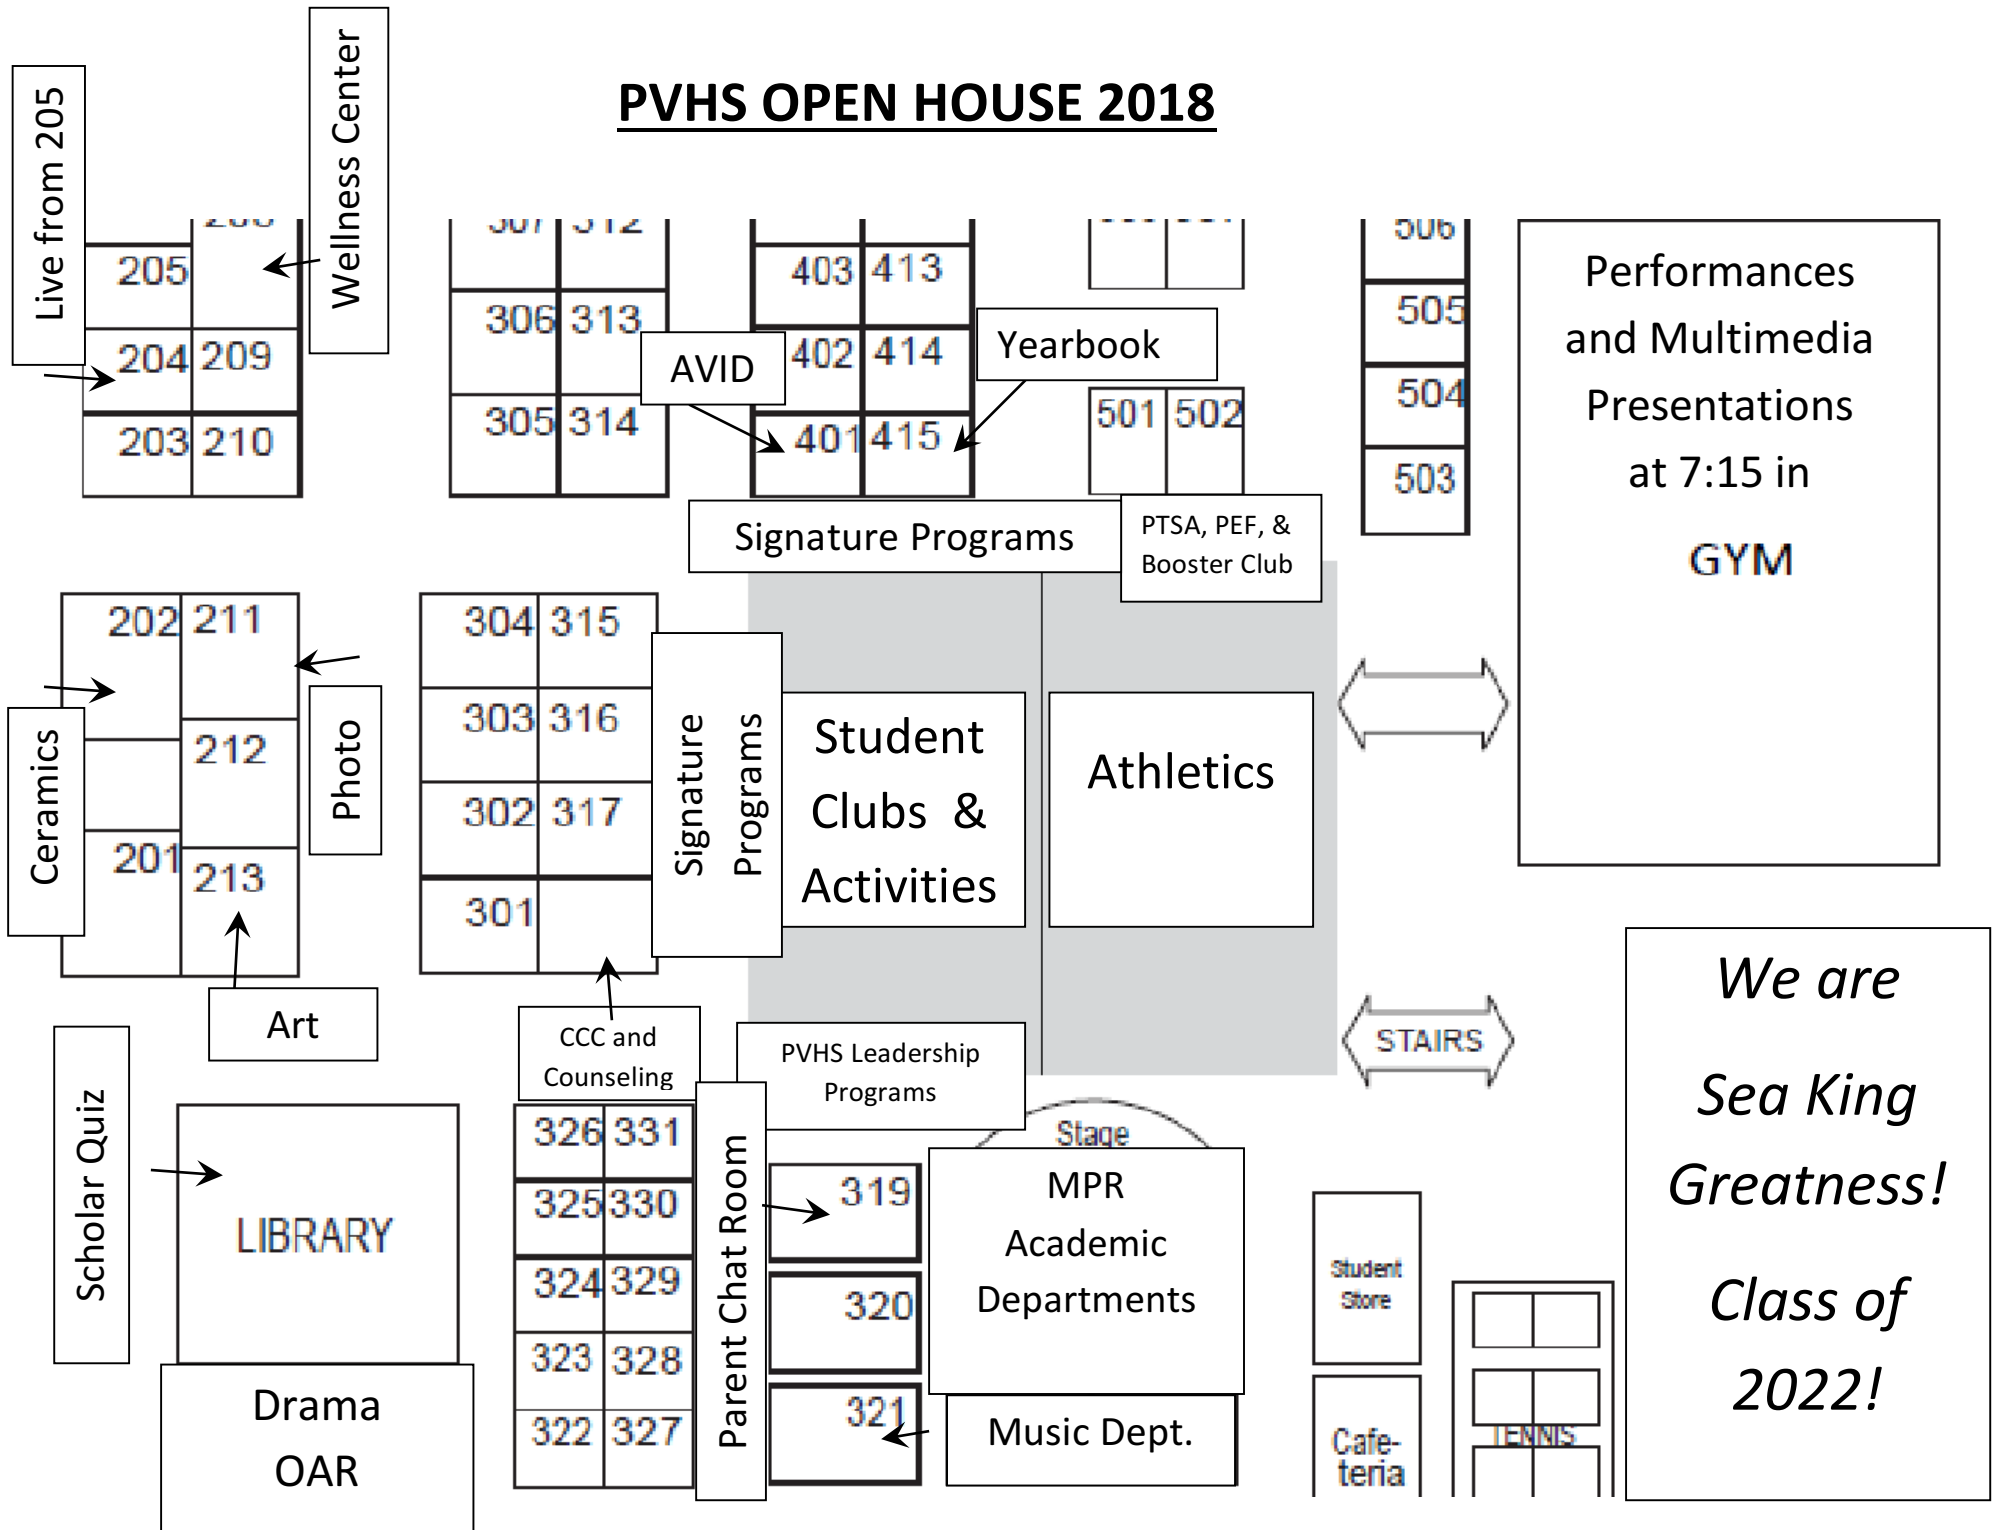 PVHS OPEN HOUSE 2018
Live from 205
Wellness Center
205
204 209
203 210
306 313
305 314
AVID
403 413
402 414
401 415
Yearbook
501 502
506
505
504
503
Performances
and Multimedia
Presentations
at 7:15 in
GYM
Signature Programs
PTSA, PEF, &
Booster Club
202 211
212
201
213
Ceramics
Photo
Art
304 315
303 316
302 317
301
Signature
Programs
Student
Clubs &
Activities
Athletics
CCC and
Counseling
PVHS Leadership
Programs
STAIRS
We are
Sea King
Greatness!
Class of
2022!
Scholar Quiz
LIBRARY
Drama
OAR
326 331
325 330
324 329
323 328
322 327
Parent Chat Room
319
320
321
Stage
MPR
Academic
Departments
Music Dept.
Student
Store
Cafe-
teria
TENNIS